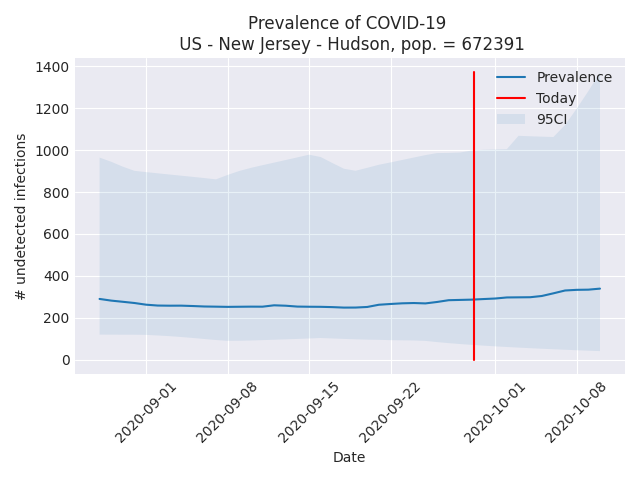 Prevalence of COVID-19
US - New Jersey - Hudson, pop. = 672391
1400
1200
1000
800
600
400
200
0
# undetected infections
Prevalence
Today
95CI
2020-09-01
2020-09-08
2020-09-15
2020-09-22
2020-10-01
2020-10-08
Date